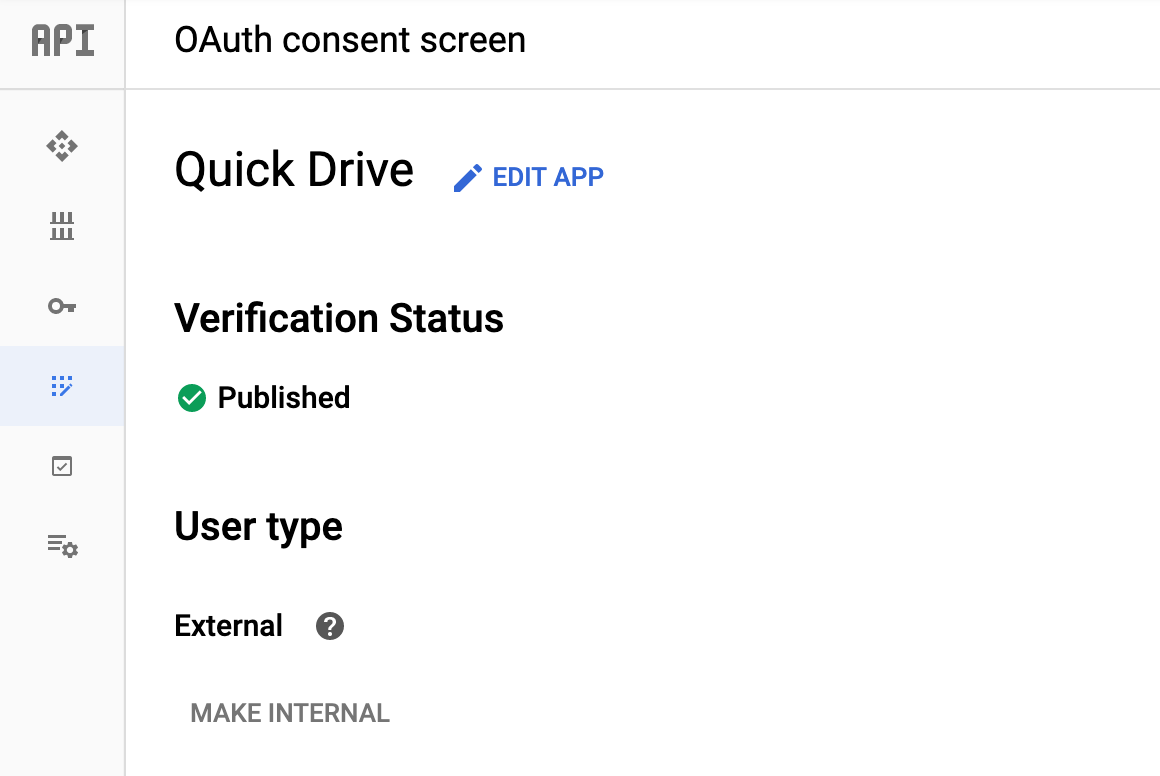 API
OAuth consent screen
Quick Drive
EDIT APP
Verification Status
Published
User type
External
?
MAKE INTERNAL